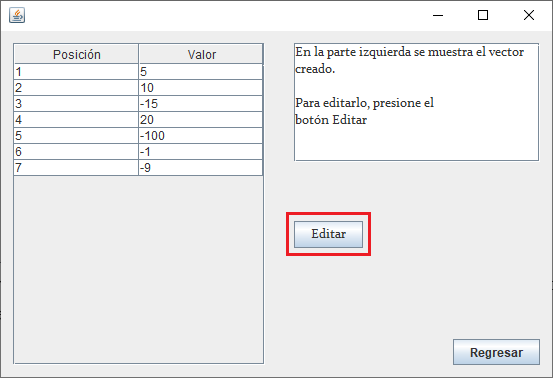 Posición Valor
1 5
2 10
3 -15
4 20
5 -100
6 -1
7 -9
En la parte izquierda se muestra el vector
creado.
Para editarlo, presione el
botón Editar
Editar
Regresar